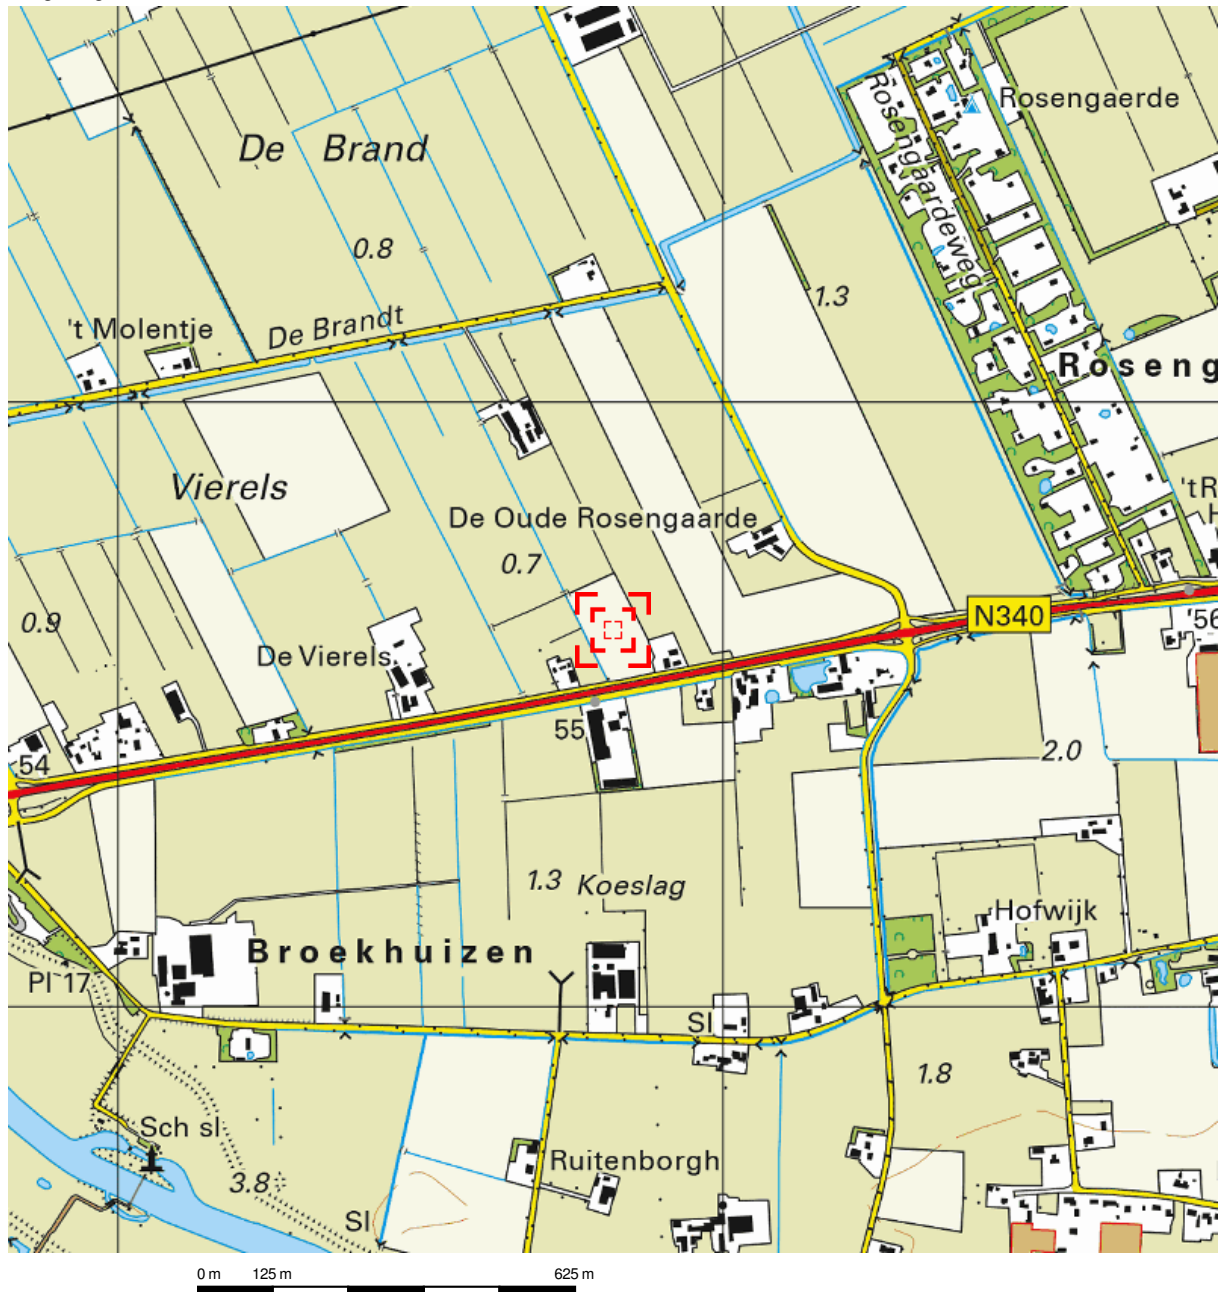 Rosengaerde
De Brand
Rosengaardeweg
0.8
1.3
't Molentje
De Brandt
Roseng
Vierels
't R
H
De Oude Rosengaarde
0.7
0.9
N340
'56
De Vierels
55
54
2.0
1.3 Koeslag
Hofwijk
Broekhuizen
Pl 17
Sl
1.8
Sch sl
Ruitenborgh
3.8
Sl
0 m 125 m 625 m